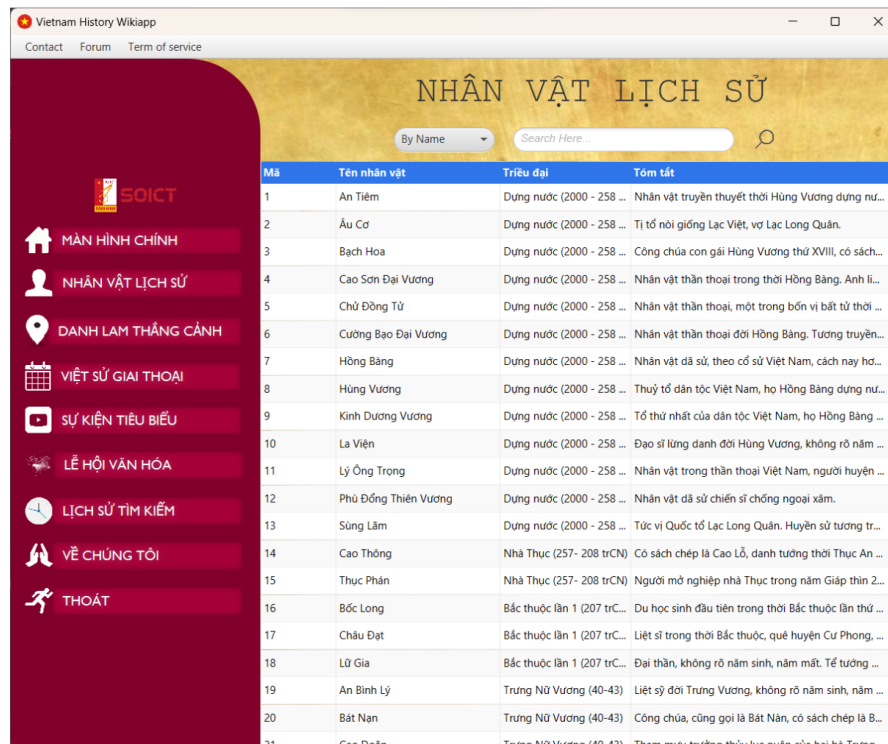 Vietnam History Wikiapp
Contact Forum Term of service
NHÂN VẬT LỊCH SỬ
By Name Search Here...
SOICT
MÀN HÌNH CHÍNH
NHÂN VẬT LỊCH SỬ
DANH LAM THẮNG CẢNH
VIỆT SỬ GIAI THOẠI
SỰ KIỆN TIÊU BIỂU
LỄ HỘI VĂN HÓA
LỊCH SỬ TÌM KIẾM
VỀ CHÚNG TÔI
THOÁT
Mã Tên nhân vật Triều đại Tóm tắt
1 An Tiêm Dựng nước (2000 - 258 ... Nhân vật truyền thuyết thời Hùng Vương dựng nư...
2 Âu Cơ Dựng nước (2000 - 258 ... Tị tổ nòi giống Lạc Việt, vợ Lạc Long Quân.
3 Bạch Hoa Dựng nước (2000 - 258 ... Công chúa con gái Hùng Vương thứ XVIII, có sách...
4 Cao Sơn Đại Vương Dựng nước (2000 - 258 ... Nhân vật thần thoại trong thời Hồng Bàng. Anh li...
5 Chử Đồng Tử Dựng nước (2000 - 258 ... Nhân vật thần thoại, một trong bốn vị bất tử thời ...
6 Cường Bạo Đại Vương Dựng nước (2000 - 258 ... Nhân vật thần thoại đời Hồng Bàng. Tương truyền...
7 Hồng Bàng Dựng nước (2000 - 258 ... Nhân vật dã sử, theo cổ sử Việt Nam, cách nay hơ...
8 Hùng Vương Dựng nước (2000 - 258 ... Thuỷ tổ dân tộc Việt Nam, họ Hồng Bàng dựng nư...
9 Kinh Dương Vương Dựng nước (2000 - 258 ... Tổ thứ nhất của dân tộc Việt Nam, họ Hồng Bàng ...
10 La Viện Dựng nước (2000 - 258 ... Đạo sĩ lừng danh đời Hùng Vương, không rõ năm ...
11 Lý Ông Trọng Dựng nước (2000 - 258 ... Nhân vật trong thần thoại Việt Nam, người huyện ...
12 Phù Đổng Thiên Vương Dựng nước (2000 - 258 ... Nhân vật dã sử chiến sĩ chống ngoại xâm.
13 Sùng Lãm Dựng nước (2000 - 258 ... Tức vị Quốc tổ Lạc Long Quân. Huyền sử tương tr...
14 Cao Thông Nhà Thục (257- 208 trCN) Có sách chép là Cao Lỗ, danh tướng thời Thục An ...
15 Thục Phán Nhà Thục (257- 208 trCN) Người mở nghiệp nhà Thục trong năm Giáp thìn 2...
16 Bốc Long Bắc thuộc lần 1 (207 trC... Du học sinh đầu tiên trong thời Bắc thuộc lần thứ ...
17 Châu Đạt Bắc thuộc lần 1 (207 trC... Liệt sĩ trong thời Bắc thuộc, quê huyện Cư Phong, ...
18 Lữ Gia Bắc thuộc lần 1 (207 trC... Đại thần, không rõ năm sinh, năm mất. Tể tướng ...
19 An Bình Lý Trưng Nữ Vương (40-43) Liệt sỹ đời Trưng Vương, không rõ năm sinh, năm ...
20 Bát Nạn Trưng Nữ Vương (40-43) Công chúa, cũng gọi là Bát Nàn, có sách chép là B...